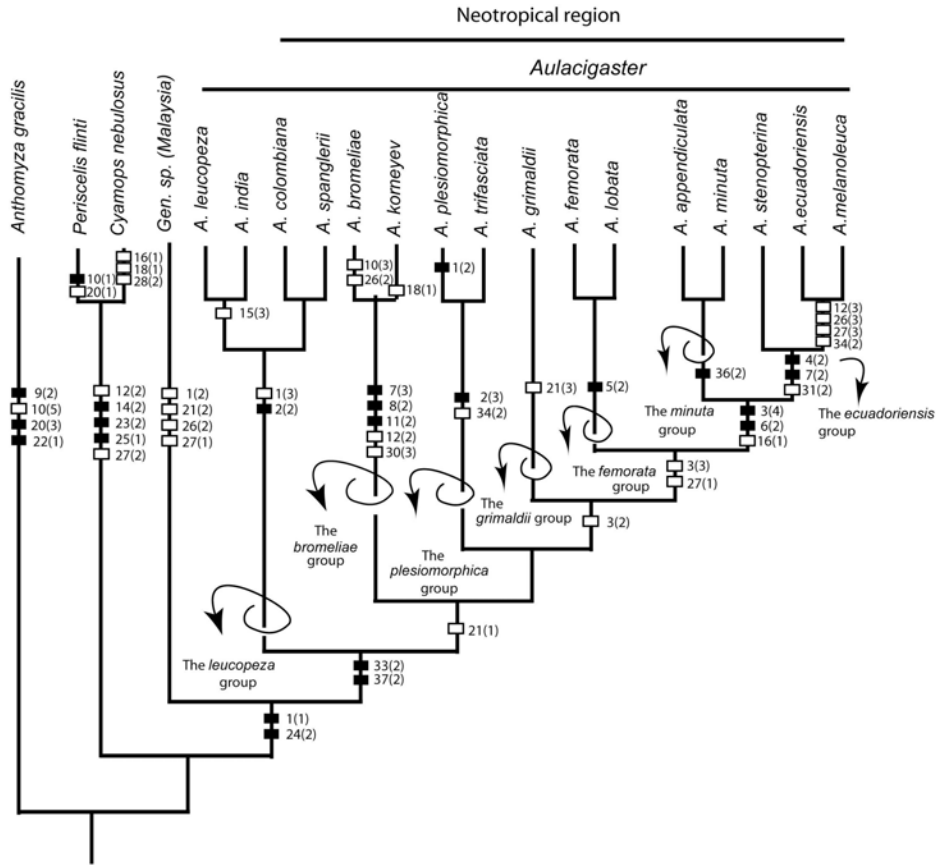 Neotropical region
Aulacigaster
Anthomyza gracilis
Periscelis flinti
Cyamops nebulosus
Gen. sp. (Malaysia)
A. leucopeza
A. india
A. colombiana
A. spanglerii
A. bromeliae
A. korneyev
A. plesiomorphica
A. trifasciata
A. grimaldii
A. femorata
A. lobata
A. appendiculata
A. minuta
A. stenopterina
A.ecuadoriensis
A.melanoleuca
10(1)
20(1)
16(1)
18(1)
28(2)
15(3)
10(3)
26(2)
18(1)
1(2)
12(3)
26(3)
27(3)
34(2)
9(2)
10(5)
20(3)
22(1)
12(2)
14(2)
23(2)
25(1)
27(2)
1(2)
21(2)
26(2)
27(1)
1(3)
2(2)
7(3)
8(2)
11(2)
12(2)
30(3)
2(3)
34(2)
21(3)
5(2)
36(2)
4(2)
7(2)
31(2)
The minuta
group
3(4)
6(2)
16(1)
The ecuadoriensis
group
The femorata
group
3(3)
27(1)
The
grimaldii group
3(2)
The
bromeliae
group
The
plesiomorphica
group
21(1)
The leucopeza
group
33(2)
37(2)
1(1)
24(2)